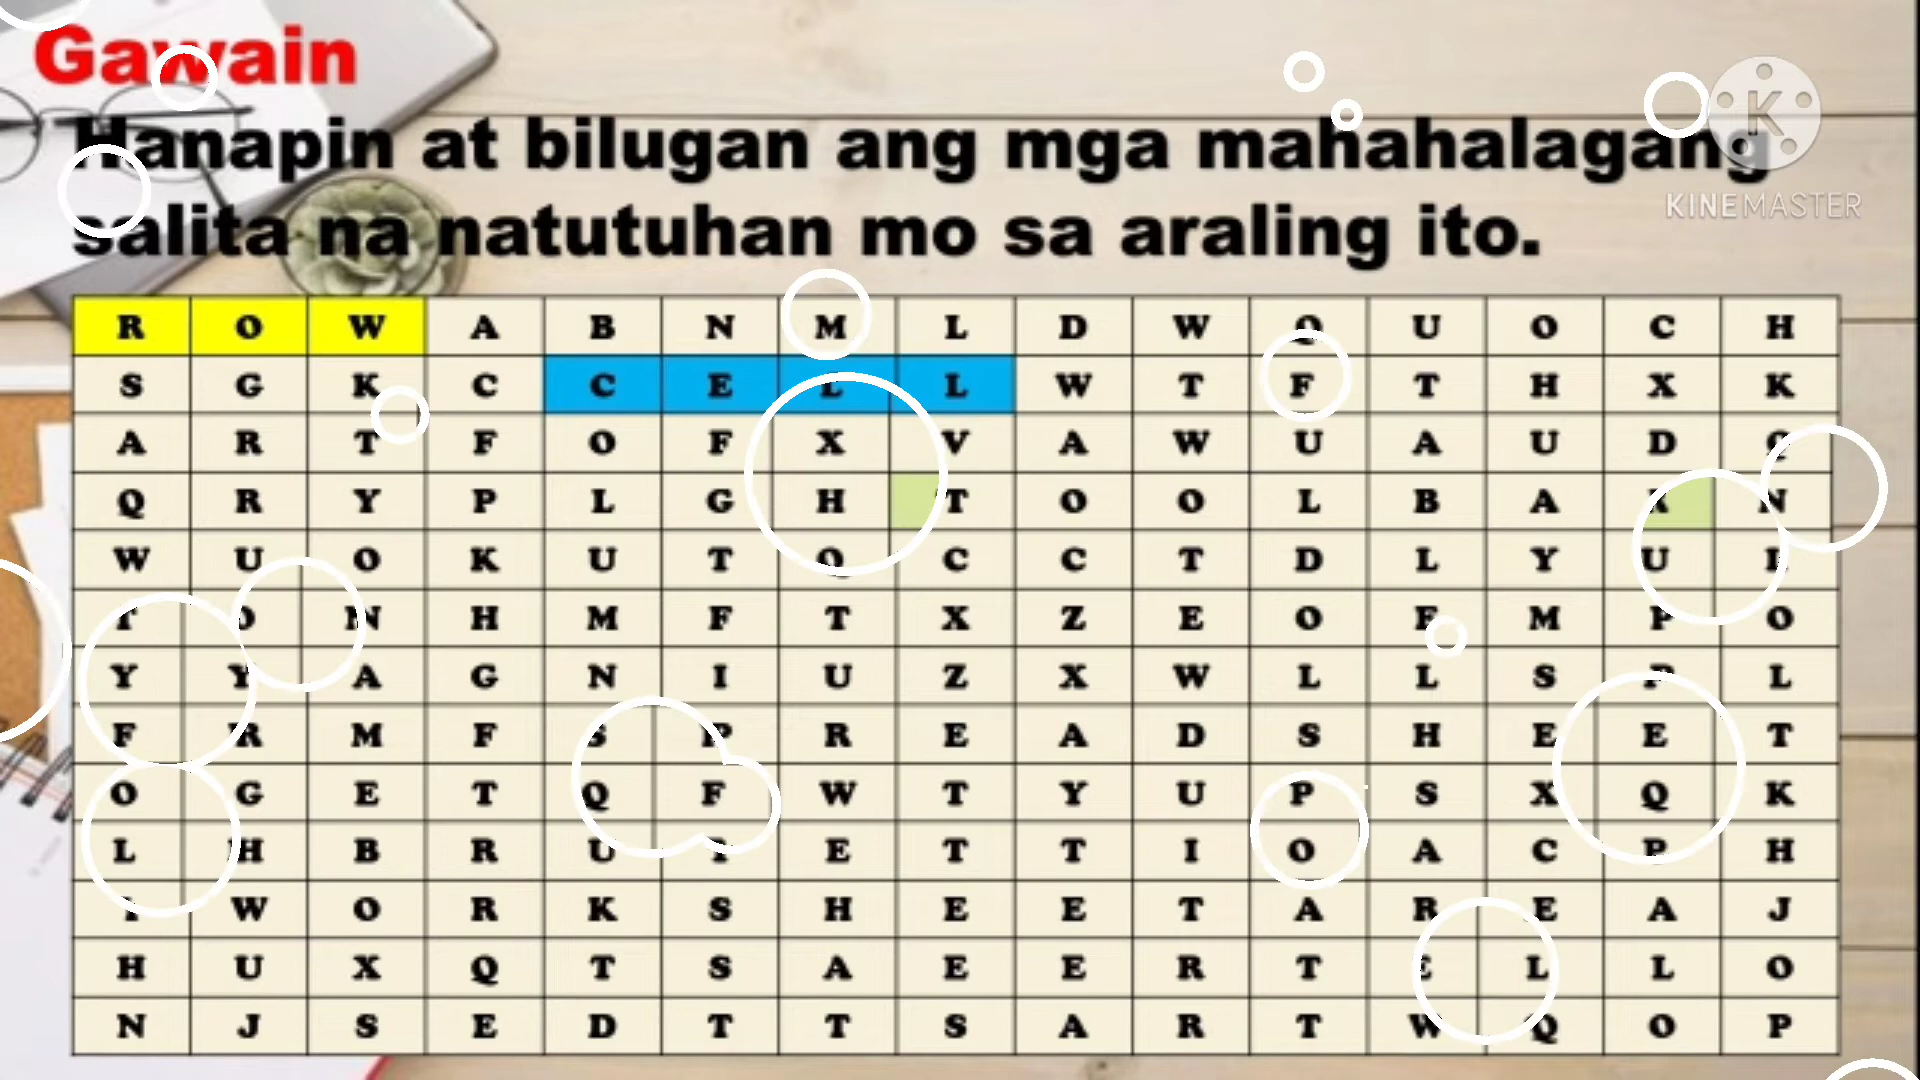 Gawain
Hanapin at bilugan ang mga mahahalagang
salita na natutuhan mo sa araling ito.
KINEMASTER
R O W A B N M L D W Q U O C H
S G K C C E L L W T F T H X K
A R T F O F X V A W U A U D Q
Q R Y P L G H T O O L B A R N
W U O K U T Q C C T D L Y U I
T O N H M F T X Z E O E M P O
Y Y A G N I U Z X W L L S P L
F R M F S P R E A D S H E E T
O G E T Q F W T Y U P S X Q K
L H B R U I E T T I O A C P H
I W O R K S H E E T A R E A J
H U X Q T S A E E R T E L L O
N J S E D T T S A R T W Q O P